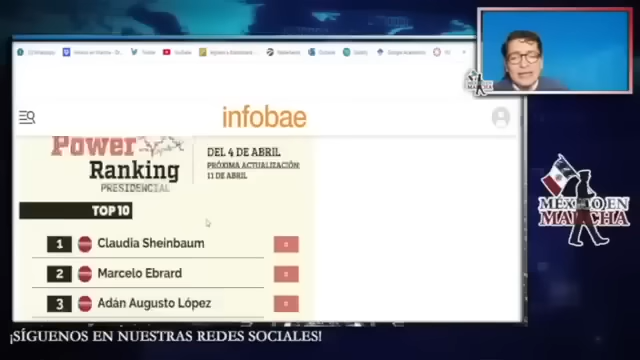 infobae
Power
Ranking
PRESIDENCIAL
DEL 4 DE ABRIL
PRÓXIMA ACTUALIZACIÓN:
11 DE ABRIL
TOP 10
1 Claudia Sheinbaum
2 Marcelo Ebrard
3 Adán Augusto López
MÉXICO EN
MARCHA
¡SÍGUENOS EN NUESTRAS REDES SOCIALES!